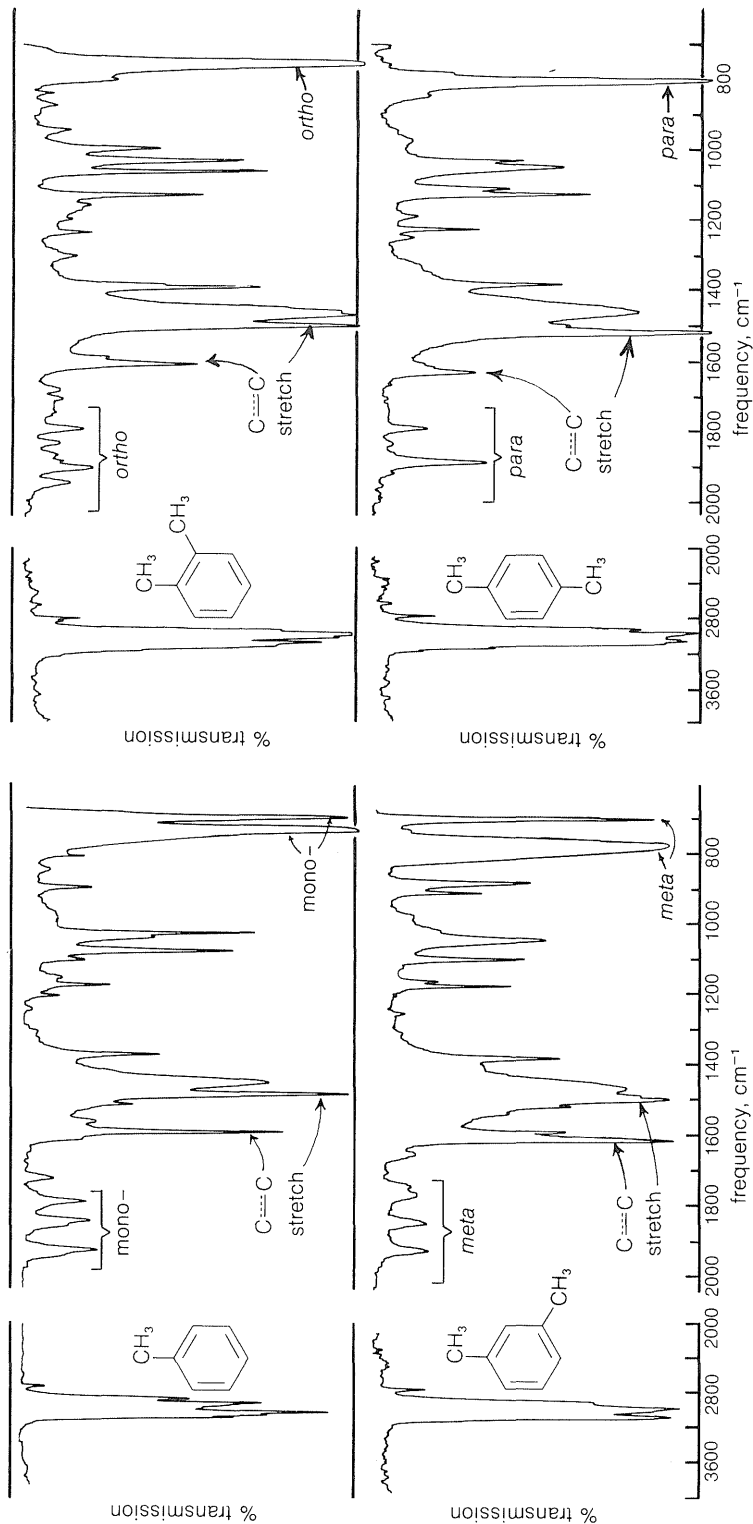 % transmission
CH₃
mono–
C⚌C
stretch
mono–
% transmission
CH₃
CH₃
ortho
C⚌C
stretch
ortho
% transmission
CH₃
CH₃
meta
C⚌C
stretch
meta
3600 2800 2000 2000 1800 1600 1400 1200 1000 800
frequency, cm⁻¹
% transmission
CH₃
CH₃
para
C⚌C
stretch
para
3600 2800 2000 2000 1800 1600 1400 1200 1000 800
frequency, cm⁻¹